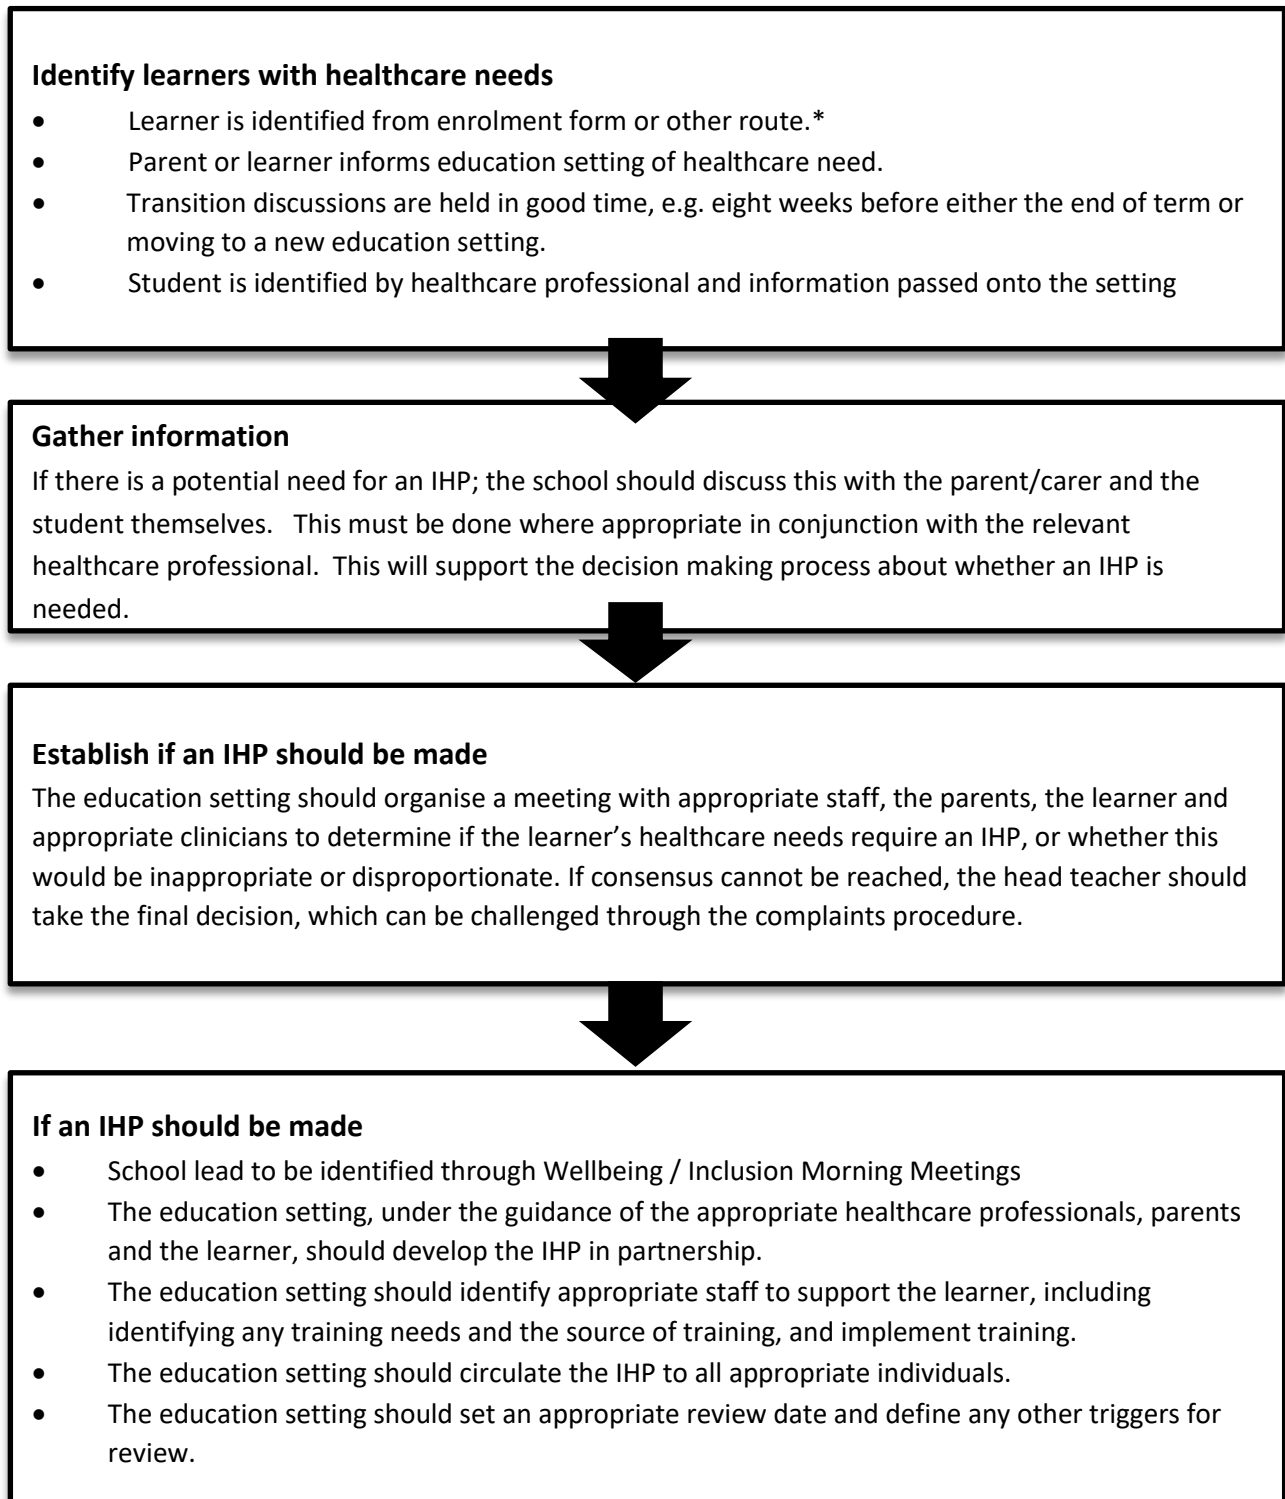 Identify learners with healthcare needs
• Learner is identified from enrolment form or other route.*
• Parent or learner informs education setting of healthcare need.
• Transition discussions are held in good time, e.g. eight weeks before either the end of term or
moving to a new education setting.
• Student is identified by healthcare professional and information passed onto the setting
Gather information
If there is a potential need for an IHP; the school should discuss this with the parent/carer and the
student themselves.   This must be done where appropriate in conjunction with the relevant
healthcare professional.  This will support the decision making process about whether an IHP is
needed.
Establish if an IHP should be made
The education setting should organise a meeting with appropriate staff, the parents, the learner and
appropriate clinicians to determine if the learner’s healthcare needs require an IHP, or whether this
would be inappropriate or disproportionate. If consensus cannot be reached, the head teacher should
take the final decision, which can be challenged through the complaints procedure.
If an IHP should be made
• School lead to be identified through Wellbeing / Inclusion Morning Meetings
• The education setting, under the guidance of the appropriate healthcare professionals, parents
and the learner, should develop the IHP in partnership.
• The education setting should identify appropriate staff to support the learner, including
identifying any training needs and the source of training, and implement training.
• The education setting should circulate the IHP to all appropriate individuals.
• The education setting should set an appropriate review date and define any other triggers for
review.